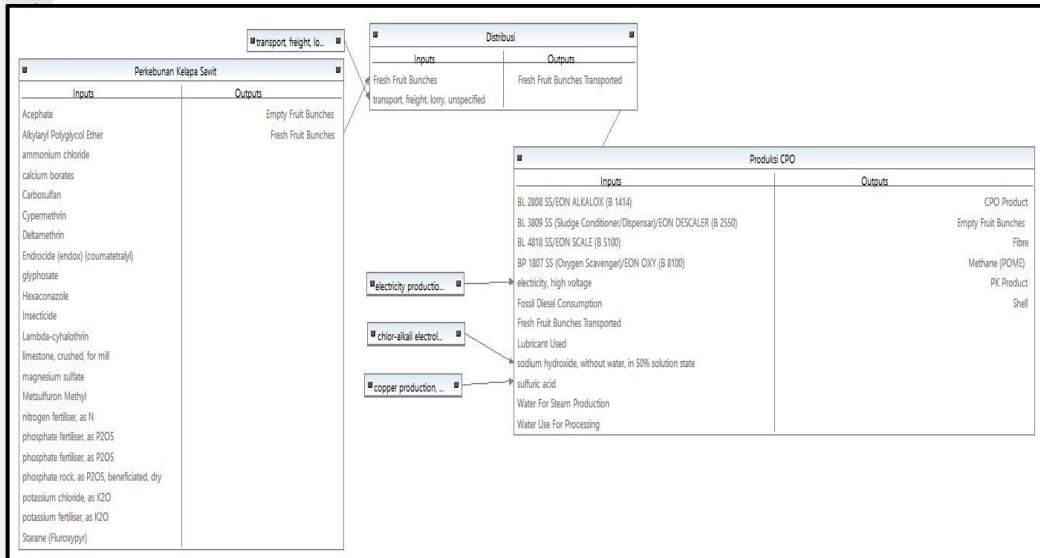 transport, freight, lo...
Perkebunan Kelapa Sawit
Inputs Outputs
Acephate Empty Fruit Bunches
Alkylaryl Polyglycol Ether Fresh Fruit Bunches
ammonium chloride
calcium borates
Carbosulfan
Cypermethrin
Deltamethrin
Endrocide (endox) (coumatetralyl)
glyphosate
Hexaconazole
Insecticide
Lambda-cyhalothrin
limestone, crushed, for mill
magnesium sulfate
Metsulfuron Methyl
nitrogen fertiliser, as N
phosphate fertiliser, as P2O5
phosphate fertiliser, as P2O5
phosphate rock, as P2O5, beneficiated, dry
potassium chloride, as K2O
potassium fertiliser, as K2O
Starane (Fluroxypyr)
Distribusi
Inputs Outputs
Fresh Fruit Bunches Fresh Fruit Bunches Transported
transport, freight, lorry, unspecified
electricity productio...
chlor-alkali electrol...
copper production, ...
Produksi CPO
Inputs Outputs
BL 2808 SS/EON ALKALOX (B 1414) CPO Product
BL 3809 SS (Sludge Conditioner/Dispensar)/EON DESCALER (B 2550) Empty Fruit Bunches
BL 4818 SS/EON SCALE (B 5100) Fibre
BP 1807 SS (Oxygen Scavenger)/EON OXY (B 8100) Methane (POME)
electricity, high voltage PK Product
Fossil Diesel Consumption Shell
Fresh Fruit Bunches Transported
Lubricant Used
sodium hydroxide, without water, in 50% solution state
sulfuric acid
Water For Steam Production
Water Use For Processing